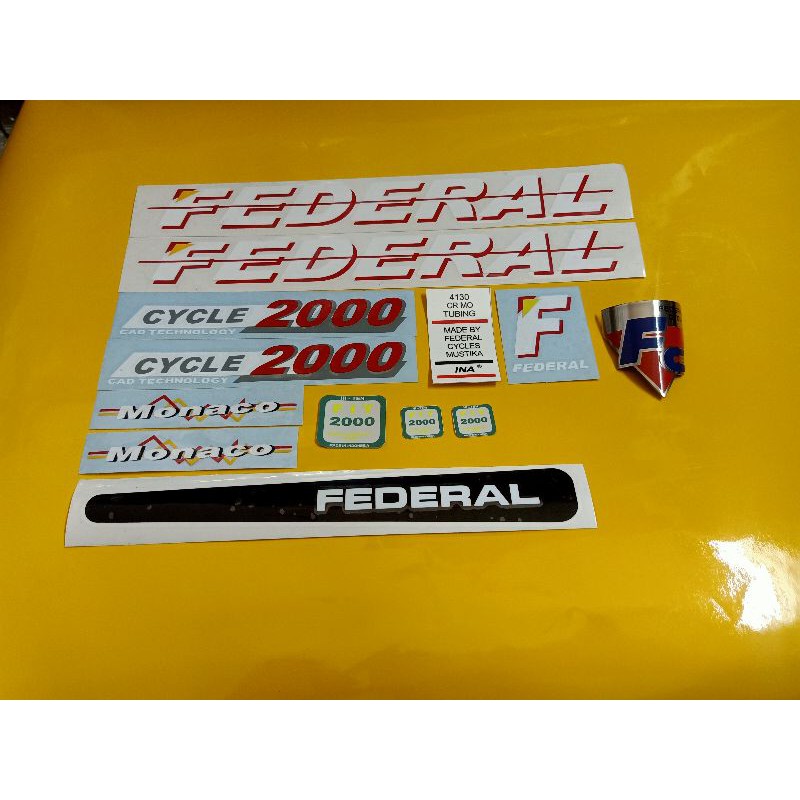 FEDERAL
FEDERAL
CYCLE 2000
CAD TECHNOLOGY
CYCLE 2000
CAD TECHNOLOGY
4130
CR MO
TUBING
MADE BY
FEDERAL
CYCLES
MUSTIKA
INA ®
F
FEDERAL
F
Monaco
Monaco
2000
2000
2000
FEDERAL